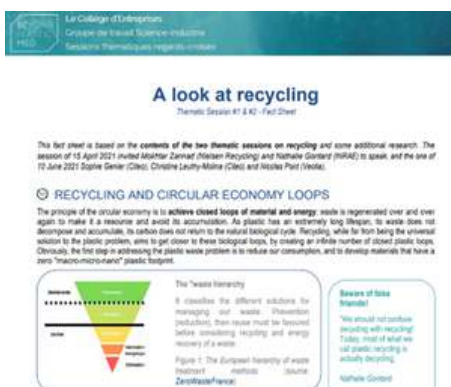 Le Collège d'Entreprises
Groupe de travail Science-Industrie
Sessions thématiques regards-croisés
A look at recycling
Thematic Session #1 & #2 - Fact Sheet
This fact sheet is based on the contents of the two thematic sessions on recycling and some additional research. The
session of 15 April 2021 invited Mokhtar Zannad (Nielsen Recycling) and Nathalie Gontard (INRAE) to speak, and the one of
10 June 2021 Sophie Genier (Citeo), Christine Leuthy-Molina (Citeo) and Nicolas Point (Veolia).
RECYCLING AND CIRCULAR ECONOMY LOOPS
The principle of the circular economy is to achieve closed loops of material and energy: waste is regenerated over and over
again to make it a resource and avoid its accumulation. As plastic has an extremely long lifespan, its waste does not
decompose and accumulate, its carbon does not return to the natural biological cycle. Recycling, while far from being the universal
solution to the plastic problem, aims to get closer to these biological loops, by creating an infinite number of closed plastic loops.
Obviously, the first step in addressing the plastic waste problem is to reduce our consumption, and to develop materials that have a
zero "macro-micro-nano" plastic footprint.
The "waste hierarchy
It classifies the different solutions for
managing our waste. Prevention
(reduction), then reuse must be favoured
before considering recycling and energy
recovery of a waste.
Figure 1: The European hierarchy of waste
treatment methods (source:
ZeroWasteFrance)
Beware of false
friends!
"We should not confuse
decycling with recycling!
Today, most of what we
call plastic recycling is
actually decycling.
Nathalie Gontard